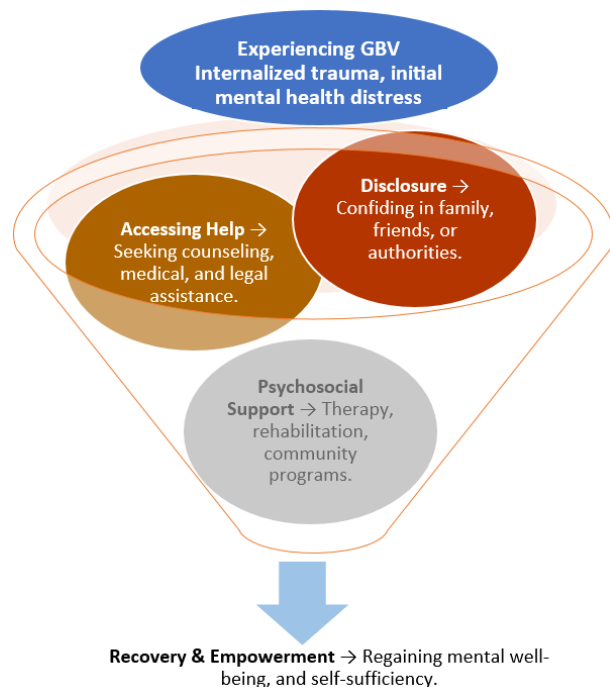 Experiencing GBV
Internalized trauma, initial
mental health distress
Disclosure →
Confiding in family,
friends, or
authorities.
Accessing Help →
Seeking counseling,
medical, and legal
assistance.
Psychosocial
Support → Therapy,
rehabilitation,
community
programs.
Recovery & Empowerment → Regaining mental well-
being, and self-sufficiency.